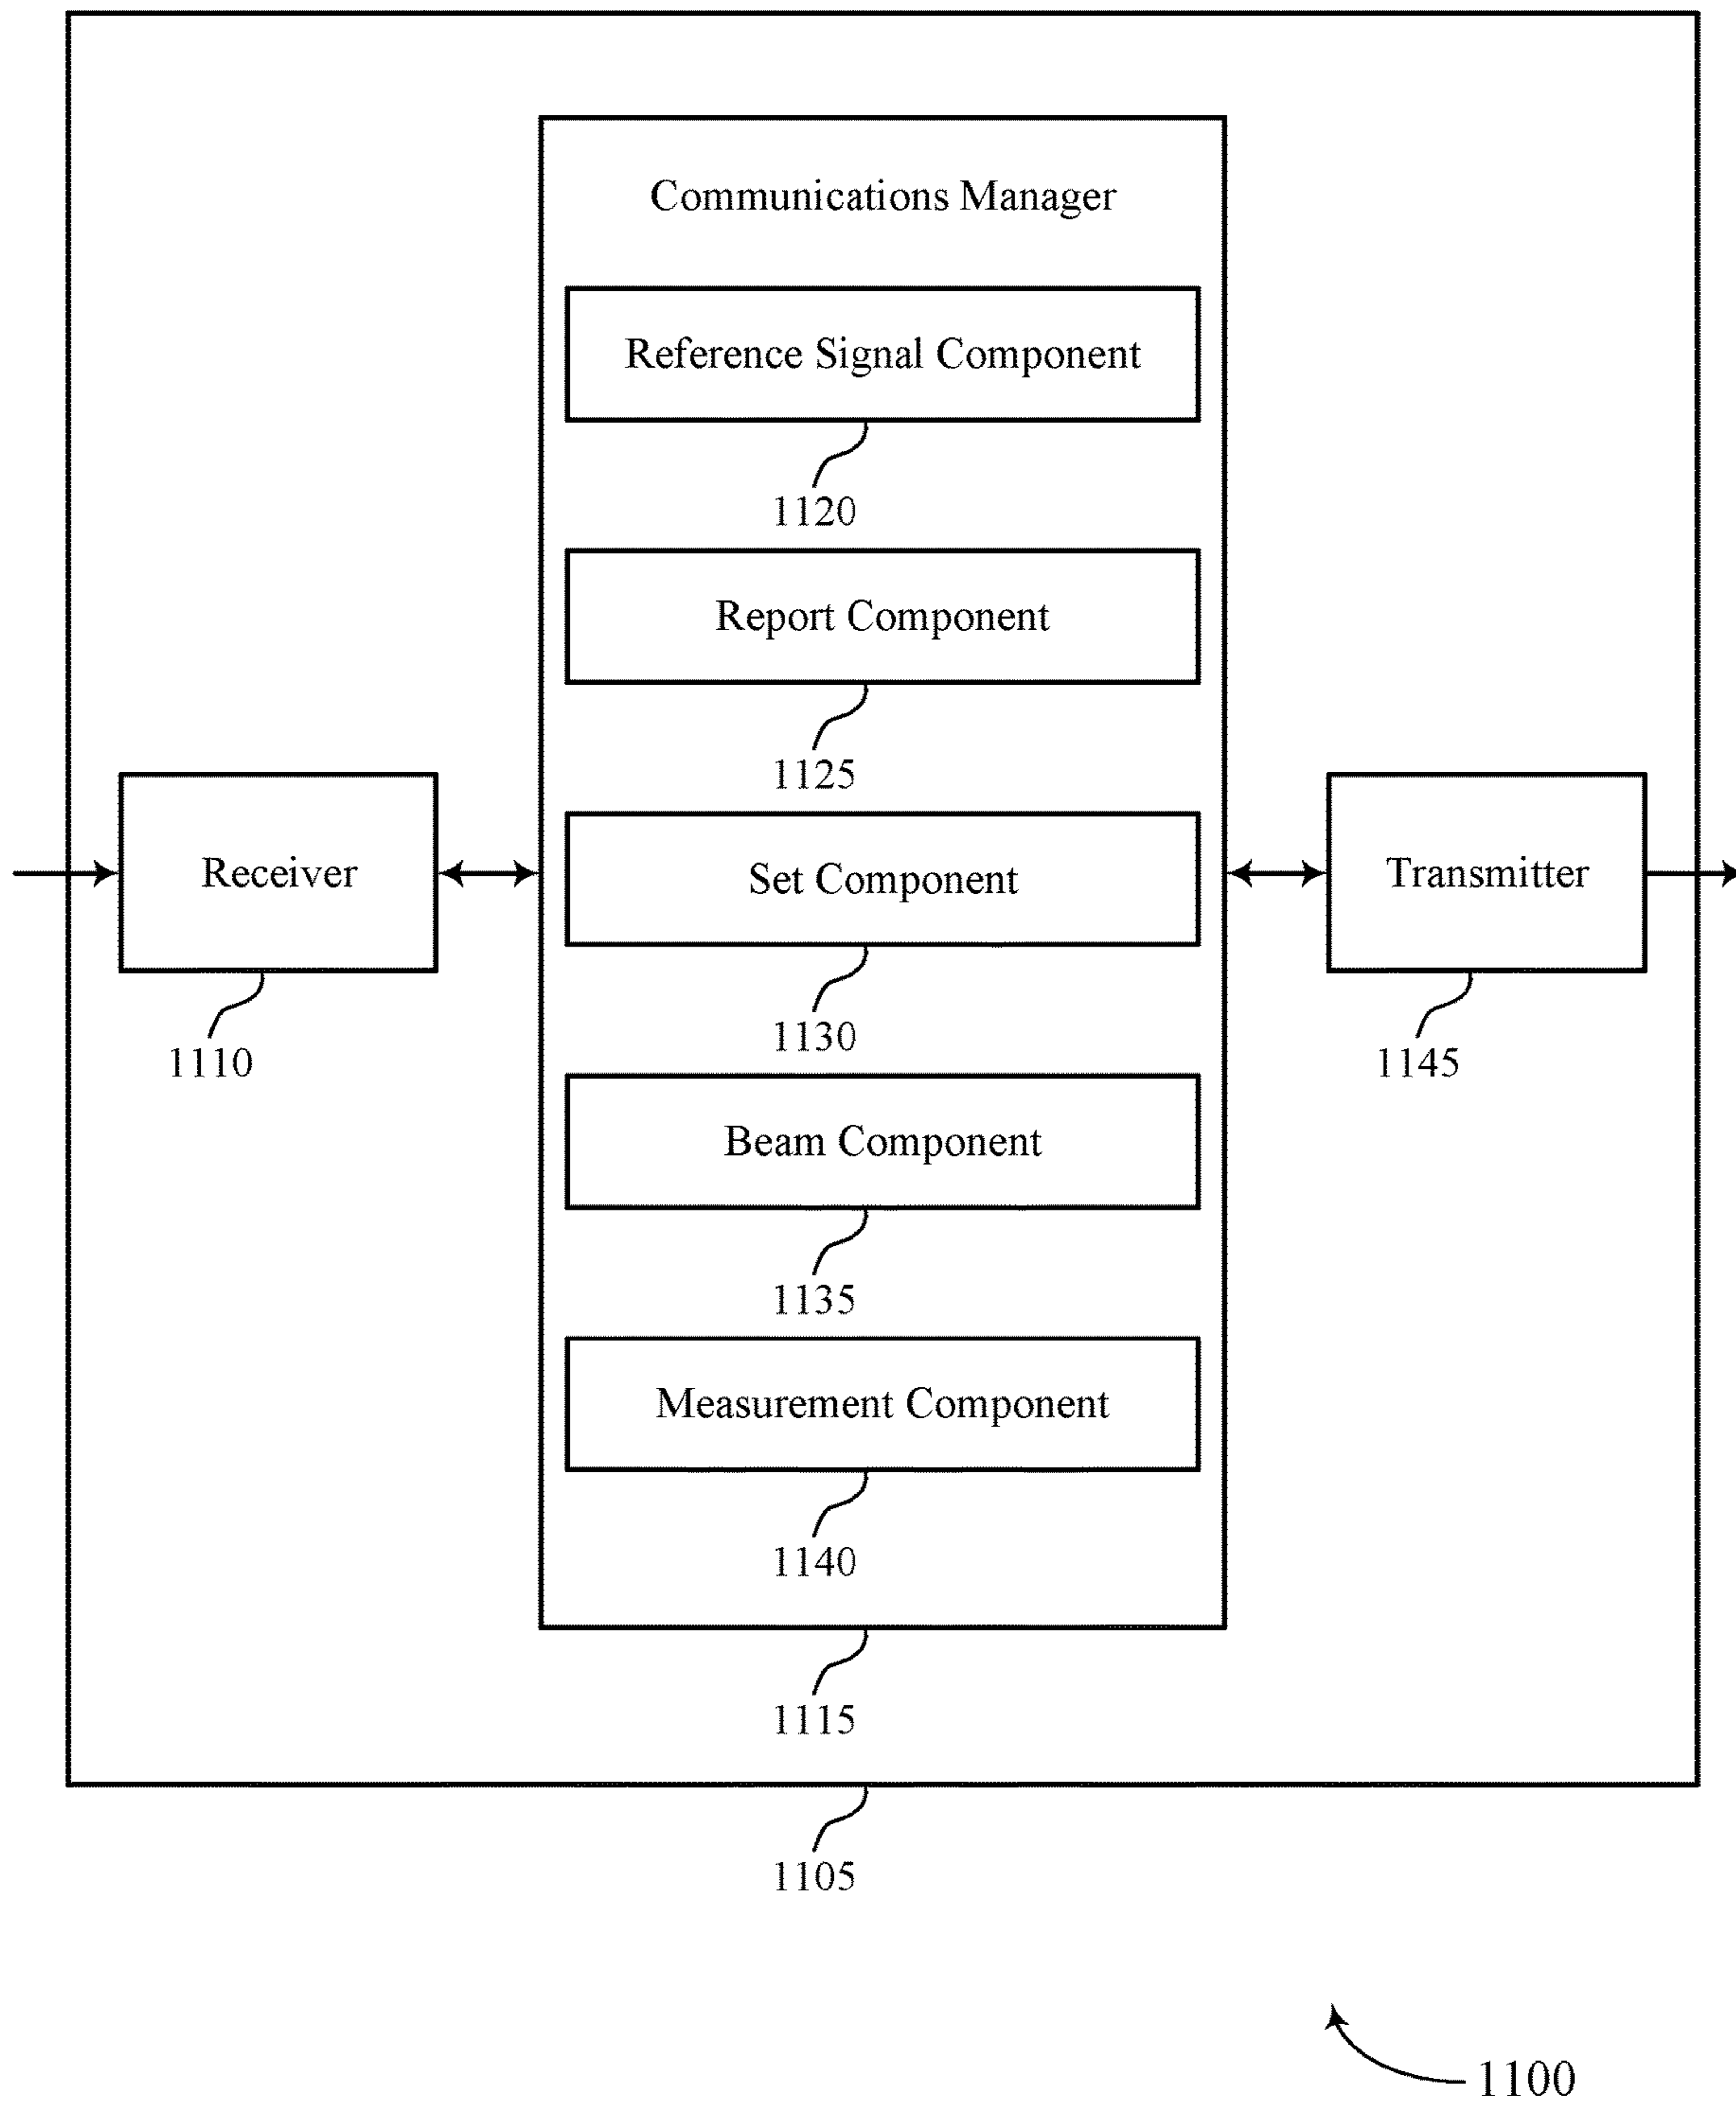 Communications Manager
Reference Signal Component
1120
Report Component
1125
Receiver
1110
Set Component
1130
Transmitter
1145
Beam Component
1135
Measurement Component
1140
1115
1105
1100